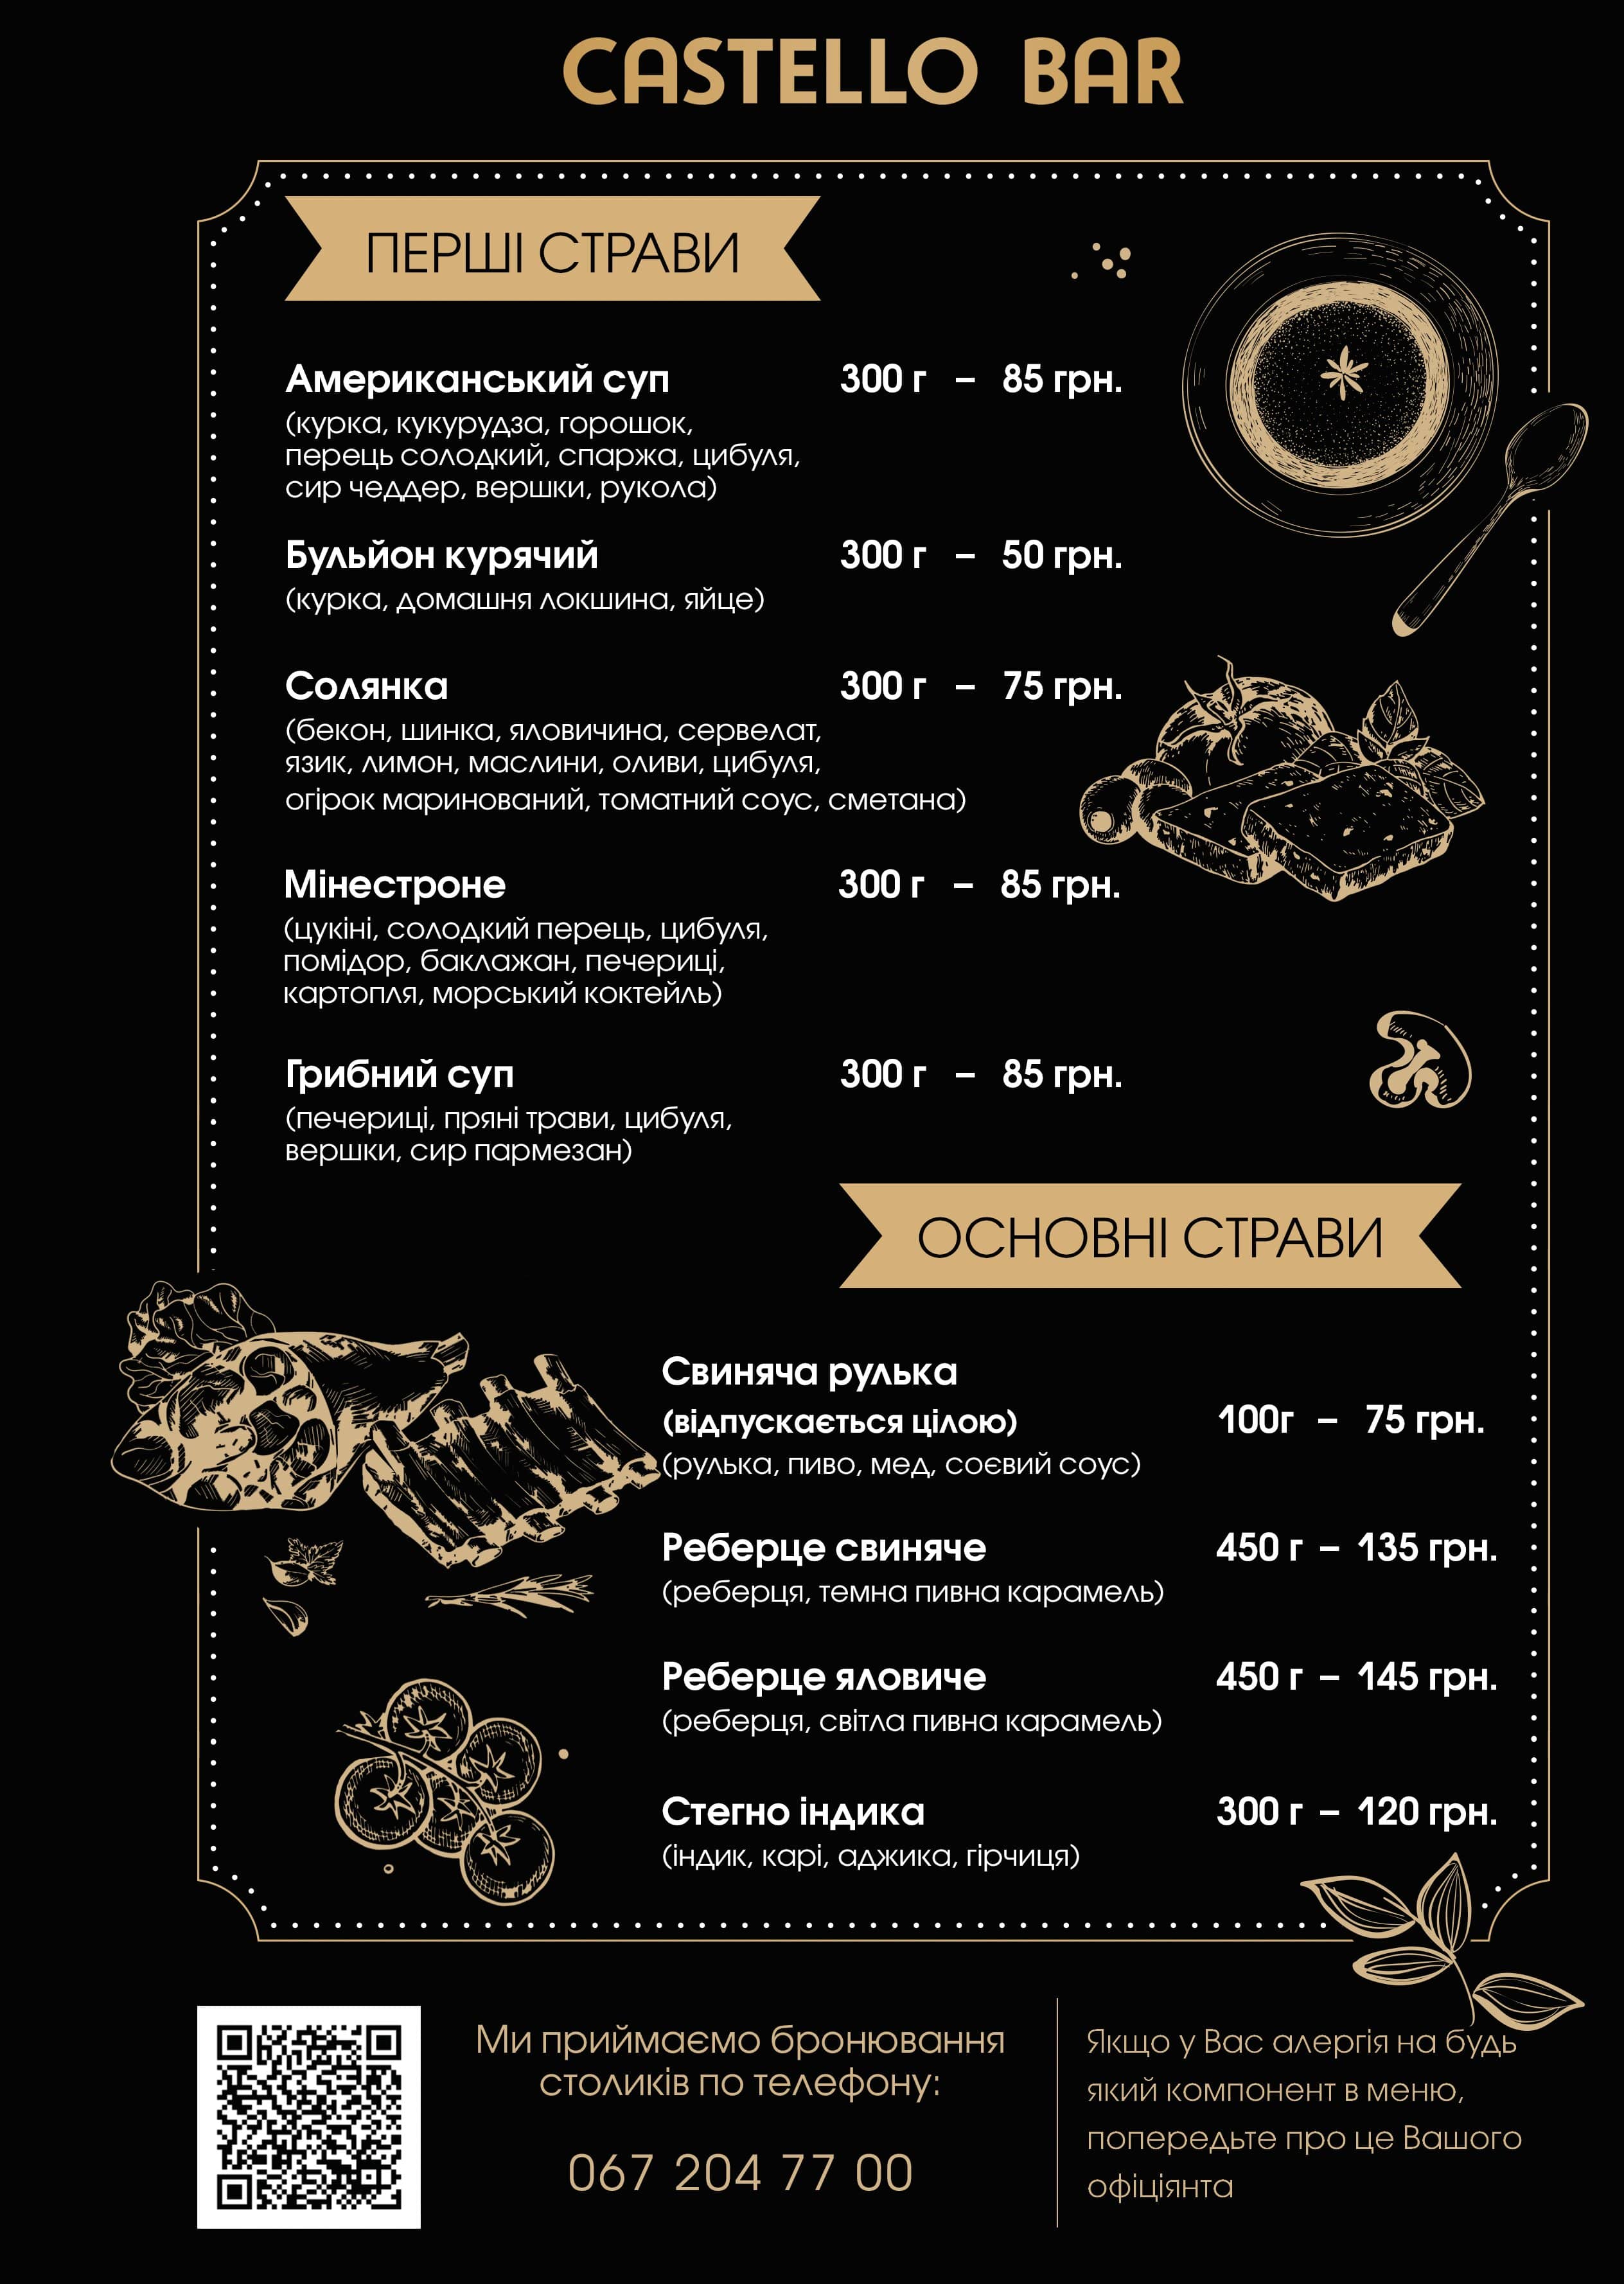 CASTELLO BAR
ПЕРШІ СТРАВИ
Американський суп 300 г – 85 грн.
(курка, кукурудза, горошок,
перець солодкий, спаржа, цибуля,
сир чеддер, вершки, рукола)
Бульйон курячий 300 г – 50 грн.
(курка, домашня локшина, яйце)
Солянка 300 г – 75 грн.
(бекон, шинка, яловичина, сервелат,
язик, лимон, маслини, оливи, цибуля,
огірок маринований, томатний соус, сметана)
Мінестроне 300 г – 85 грн.
(цукіні, солодкий перець, цибуля,
помідор, баклажан, печериці,
картопля, морський коктейль)
Грибний суп 300 г – 85 грн.
(печериці, пряні трави, цибуля,
вершки, сир пармезан)
ОСНОВНІ СТРАВИ
Свиняча рулька
(відпускається цілою) 100г – 75 грн.
(рулька, пиво, мед, соєвий соус)
Реберце свиняче 450 г – 135 грн.
(реберця, темна пивна карамель)
Реберце яловиче 450 г – 145 грн.
(реберця, світла пивна карамель)
Стегно індика 300 г – 120 грн.
(індик, карі, аджика, гірчиця)
Ми приймаємо бронювання
столиків по телефону:
067 204 77 00
Якщо у Вас алергія на будь
який компонент в меню,
попередьте про це Вашого
офіціянта